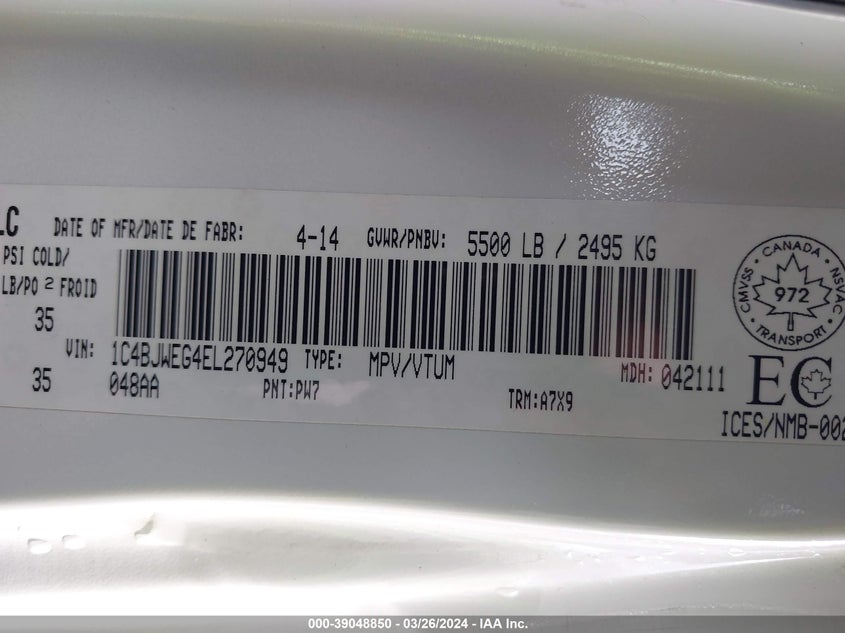 LC DATE OF MFR/DATE DE FABR: 4-14 GVWR/PNBV: 5500 LB / 2495 KG
PSI COLD/
LB/PO 2 FROID
35
VIN: 1C4BJWEG4EL270949 TYPE: MPV/VTUM MDH: 042111
35 048AA PNT:PW7 TRM:A7X9
CANADA
CMVSS
NSVAC
972
TRANSPORT
EC
ICES/NMB-002
000-39048850 - 03/26/2024 - IAA Inc.